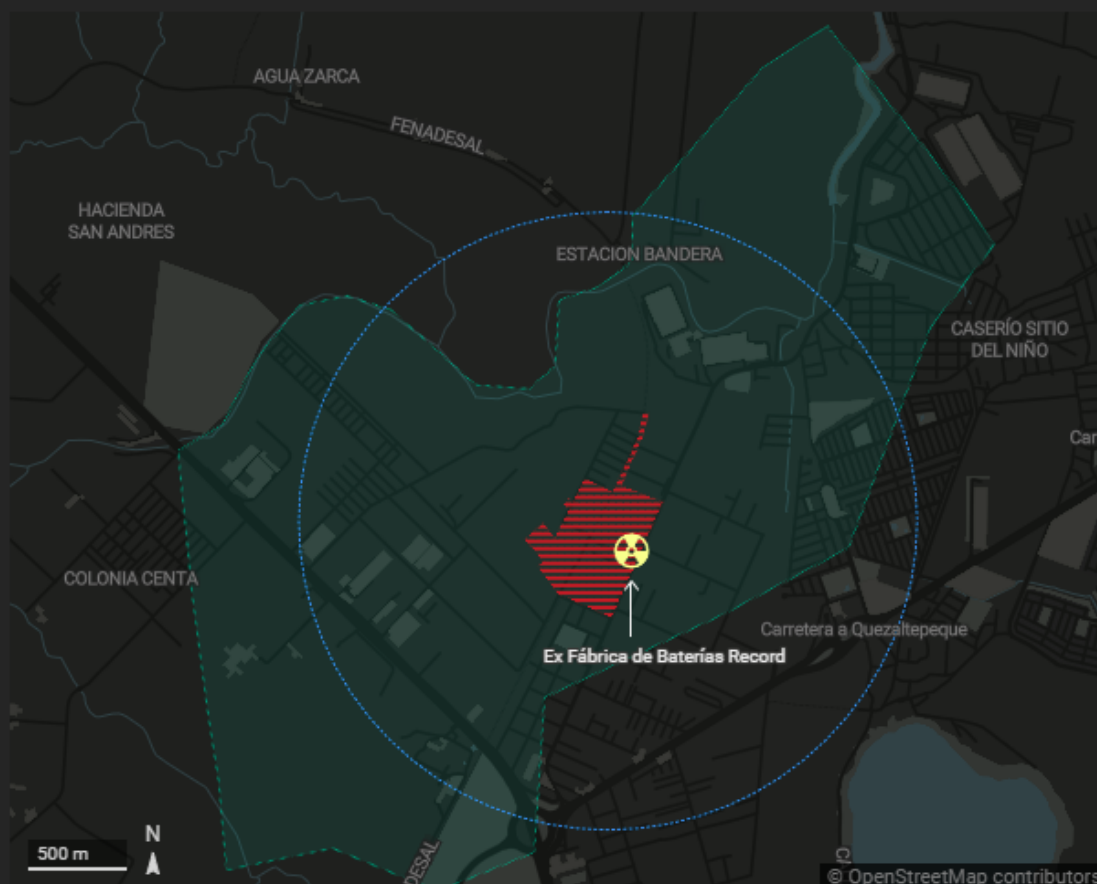 AGUA ZARCA
FENADESAL
HACIENDA
SAN ANDRES
ESTACION BANDERA
CASERÍO SITIO
DEL NIÑO
COLONIA CENTA
Carretera a Quezaltepeque
Ex Fábrica de Baterías Record
500 m
N
© OpenStreetMap contributors